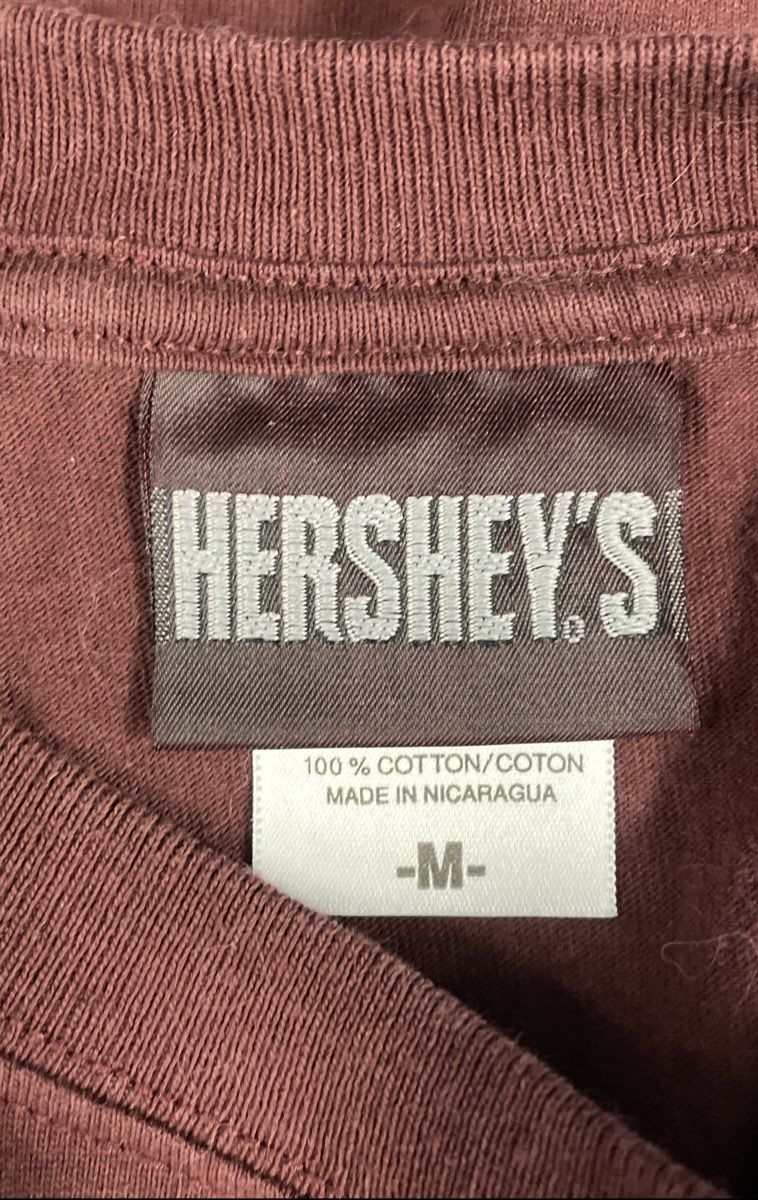 HERSHEY'S®
100 % COTTON/COTON
MADE IN NICARAGUA
-M-